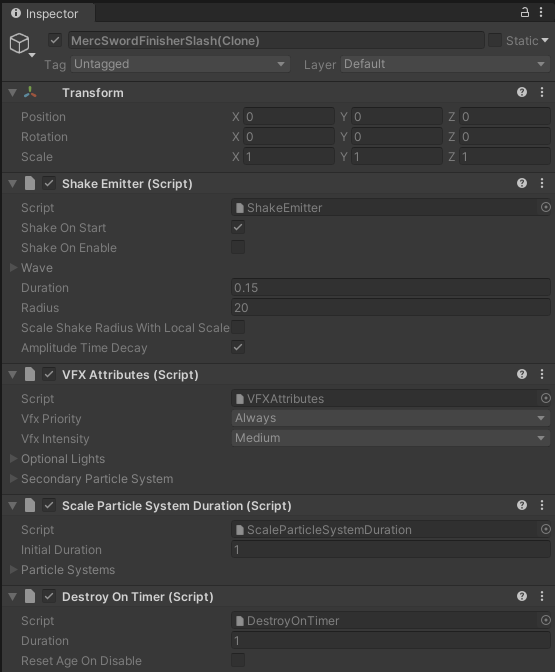 Inspector
MercSwordFinisherSlash(Clone) Static
Tag Untagged Layer Default
Transform
Position X 0 Y 0 Z 0
Rotation X 0 Y 0 Z 0
Scale X 1 Y 1 Z 1
Shake Emitter (Script)
Script ShakeEmitter
Shake On Start
Shake On Enable
Wave
Duration 0.15
Radius 20
Scale Shake Radius With Local Scale
Amplitude Time Decay
VFX Attributes (Script)
Script VFXAttributes
Vfx Priority Always
Vfx Intensity Medium
Optional Lights
Secondary Particle System
Scale Particle System Duration (Script)
Script ScaleParticleSystemDuration
Initial Duration 1
Particle Systems
Destroy On Timer (Script)
Script DestroyOnTimer
Duration 1
Reset Age On Disable